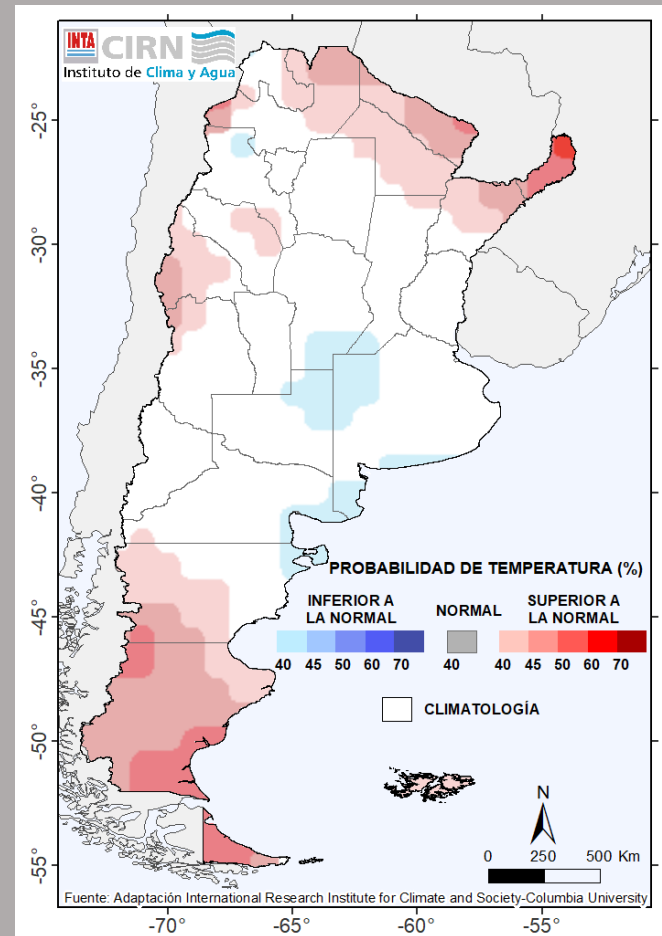 INTA CIRN
Instituto de Clima y Agua
-25°
-30°
-35°
-40°
-45°
-50°
-55°
PROBABILIDAD DE TEMPERATURA (%)
INFERIOR A
LA NORMAL
NORMAL
SUPERIOR A
LA NORMAL
40 45 50 60 70
40
40 45 50 60 70
CLIMATOLOGÍA
N
0 250 500 Km
Fuente: Adaptación International Research Institute for Climate and Society-Columbia University
-70° -65° -60° -55°